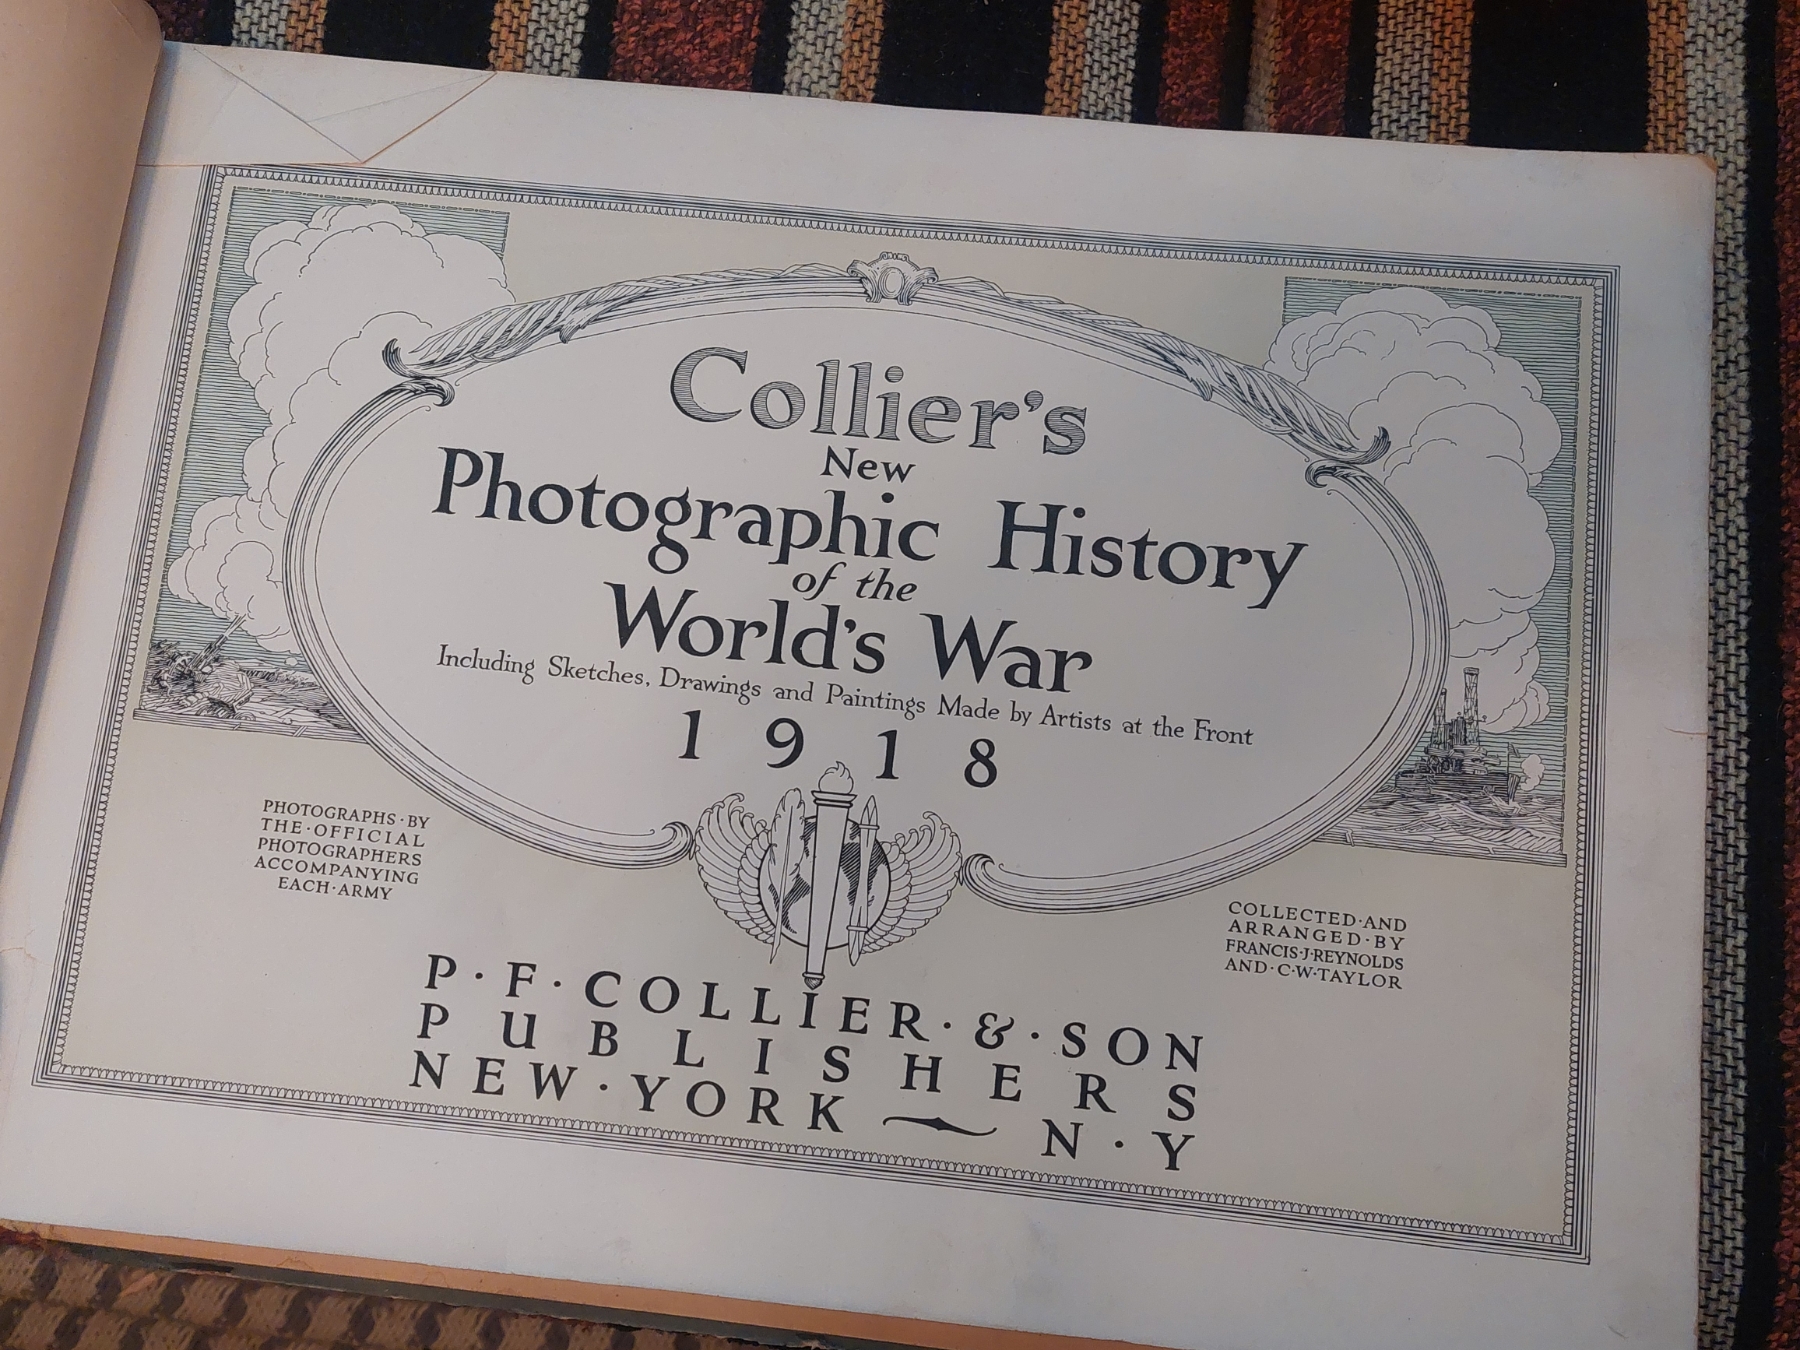 Collier's
New
Photographic History
of the
World's War
Including Sketches, Drawings and Paintings Made by Artists at the Front
1918
PHOTOGRAPHS·BY
THE·OFFICIAL
PHOTOGRAPHERS
ACCOMPANYING
EACH·ARMY
COLLECTED·AND
ARRANGED·BY
FRANCIS·J·REYNOLDS
AND·C·W·TAYLOR
P·F·COLLIER·&·SON
PUBLISHERS
NEW·YORK N·Y